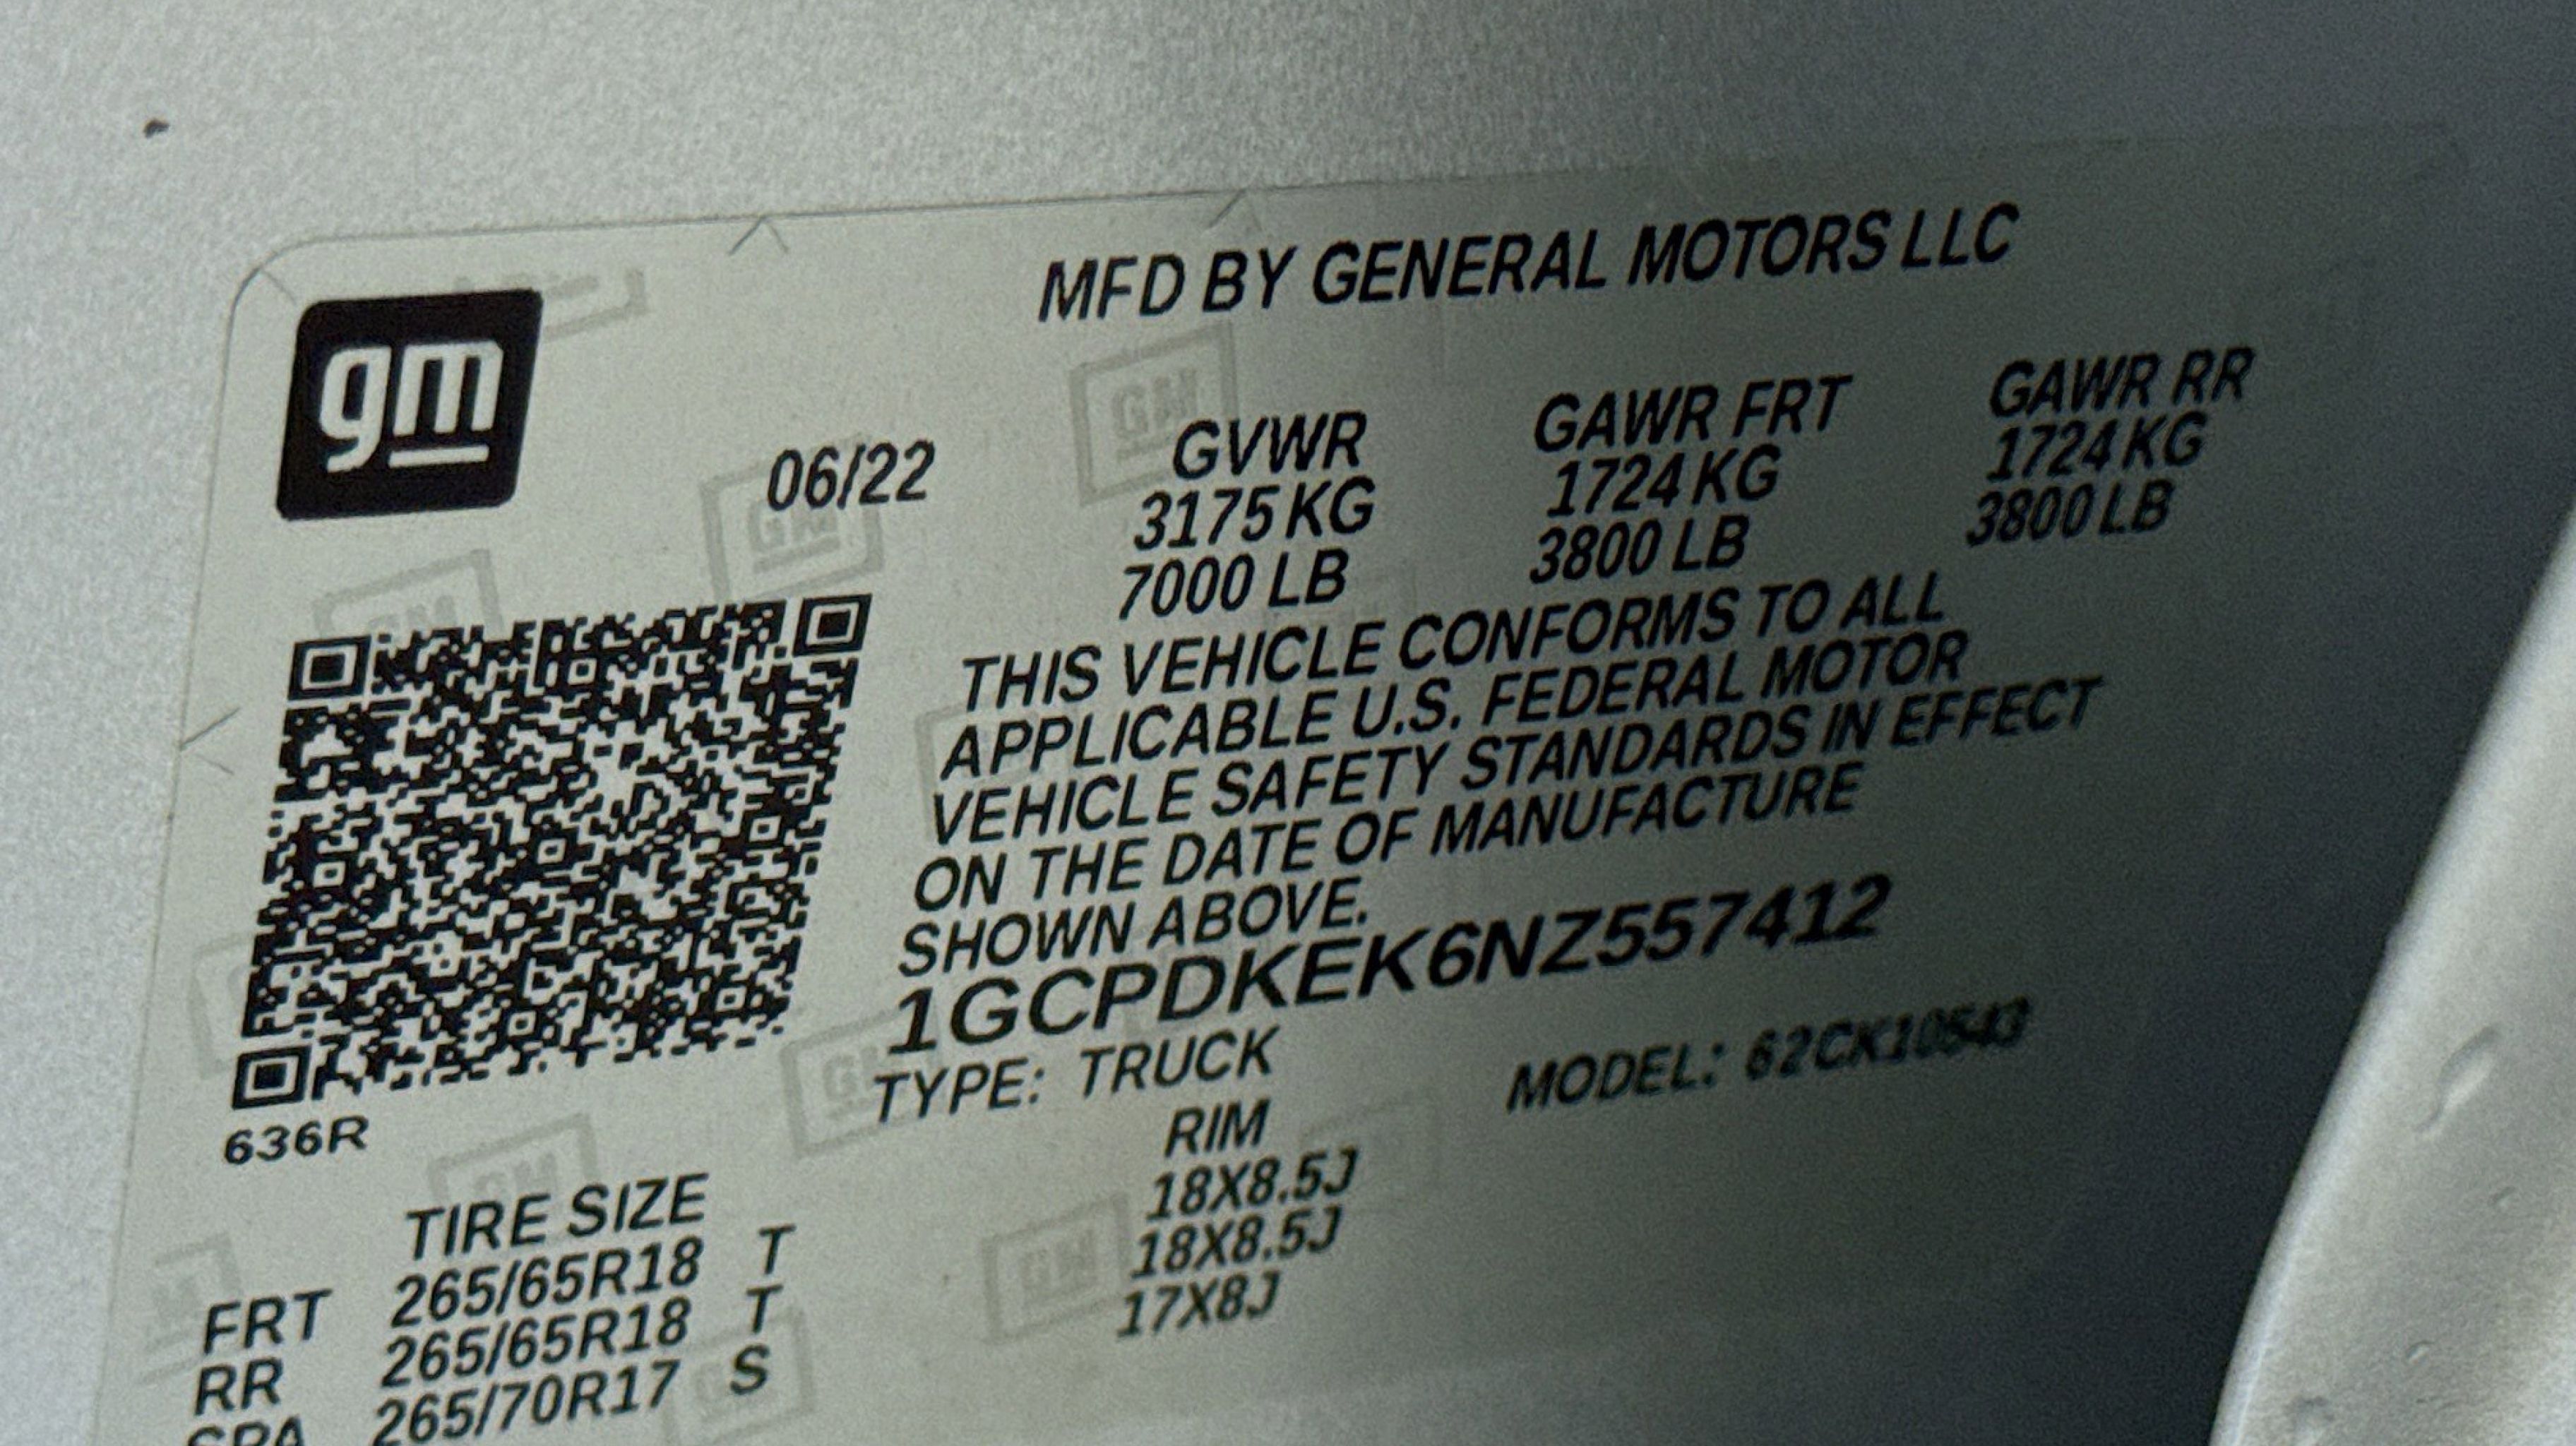 gm
MFD BY GENERAL MOTORS LLC
06/22 GVWR GAWR FRT GAWR RR
3175 KG 1724 KG 1724 KG
7000 LB 3800 LB 3800 LB
THIS VEHICLE CONFORMS TO ALL
APPLICABLE U.S. FEDERAL MOTOR
VEHICLE SAFETY STANDARDS IN EFFECT
ON THE DATE OF MANUFACTURE
SHOWN ABOVE.
1GCPDKEK6NZ557412
TYPE: TRUCK MODEL: 62CK10543
636R
TIRE SIZE RIM
FRT 265/65R18 T 18X8.5J
RR 265/65R18 T 18X8.5J
SPA 265/70R17 S 17X8J